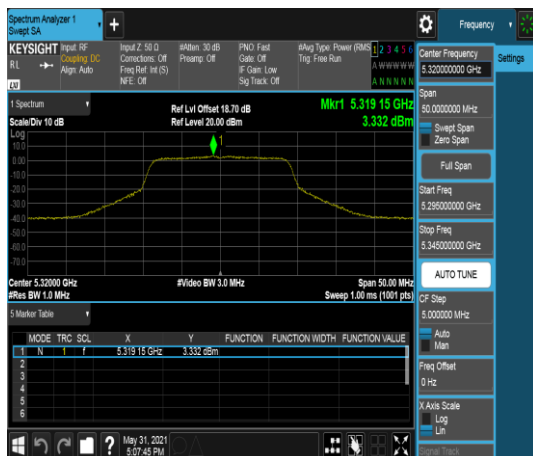 Spectrum Analyzer 1
Swept SA
Frequency
KEYSIGHT
Input: RF
Coupling: DC
Align: Auto
Input Z: 50 Ω
Corrections: Off
Freq Ref: Int (S)
NFE: Off
#Atten: 30 dB
Preamp: Off
PNO: Fast
Gate: Off
IF Gain: Low
Sig Track: Off
#Avg Type: Power (RMS
Trig: Free Run
1 2 3 4 5 6
A W W W W W
A N N N N N
R L
LXI
Center Frequency
5.320000000 GHz
Settings
Span
50.0000000 MHz
Swept Span
Zero Span
Full Span
Start Freq
5.295000000 GHz
Stop Freq
5.345000000 GHz
AUTO TUNE
CF Step
5.000000 MHz
Auto
Man
Freq Offset
0 Hz
X Axis Scale
Log
Lin
Signal Track
1 Spectrum
Scale/Div 10 dB
Ref Lvl Offset 18.70 dB
Ref Level 20.00 dBm
Mkr1 5.319 15 GHz
3.332 dBm
Log
10.0
0.00
-10.0
-20.0
-30.0
-40.0
-50.0
-60.0
-70.0
1
Center 5.32000 GHz
#Res BW 1.0 MHz
#Video BW 3.0 MHz
Span 50.00 MHz
Sweep 1.00 ms (1001 pts)
5 Marker Table
MODE TRC SCL X Y FUNCTION FUNCTION WIDTH FUNCTION VALUE
1 N 1 f 5.319 15 GHz 3.332 dBm
2
3
4
5
6
?
May 31, 2021
5:07:45 PM